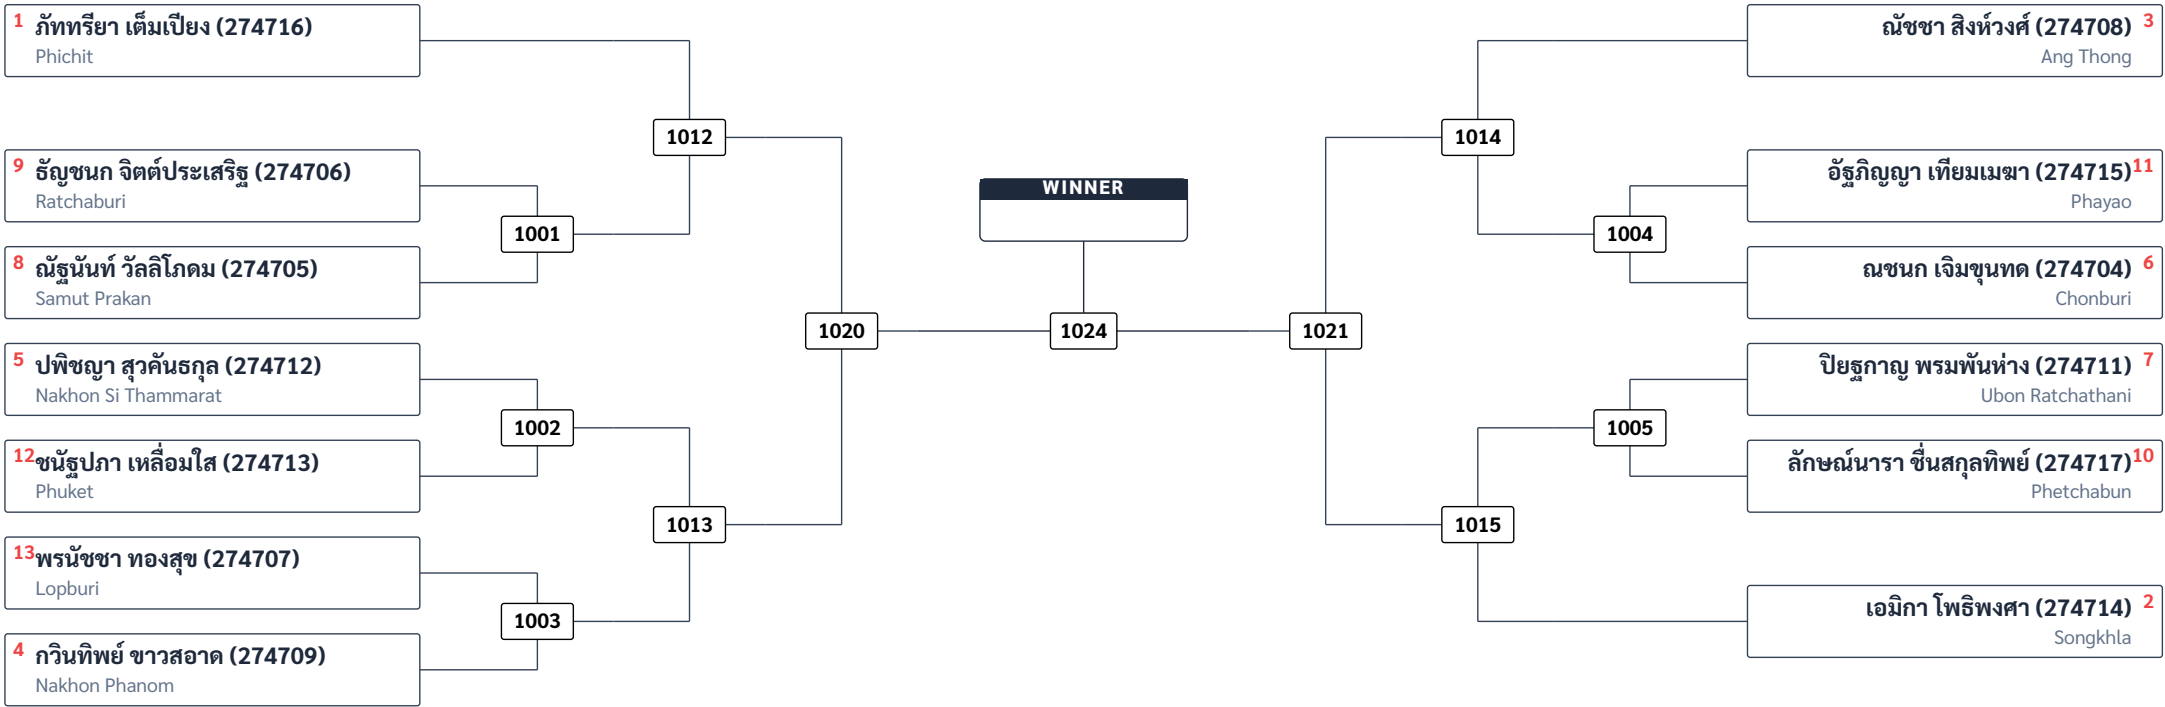 1 ภัททรียา เต็มเปียง (274716)
Phichit
9 ธัญชนก จิตต์ประเสริฐ (274706)
Ratchaburi
8 ณัฐนันท์ วัลลิโภดม (274705)
Samut Prakan
5 ปพิชญา สุวคันธกุล (274712)
Nakhon Si Thammarat
12 ชนัฐปภา เหลื่อมใส (274713)
Phuket
13 พรนัชชา ทองสุข (274707)
Lopburi
4 กวินทิพย์ ขาวสอาด (274709)
Nakhon Phanom
1001
1002
1003
1012
1013
1020
WINNER
1024
1021
1014
1015
1004
1005
ณัชชา สิงห์วงศ์ (274708) 3
Ang Thong
อัฐภิญญา เทียมเมฆา (274715) 11
Phayao
ณชนก เจิมขุนทด (274704) 6
Chonburi
ปิยฐกาญ พรมพันห่าง (274711) 7
Ubon Ratchathani
ลักษณ์นารา ชื่นสกุลทิพย์ (274717) 10
Phetchabun
เอมิกา โพธิพงศา (274714) 2
Songkhla